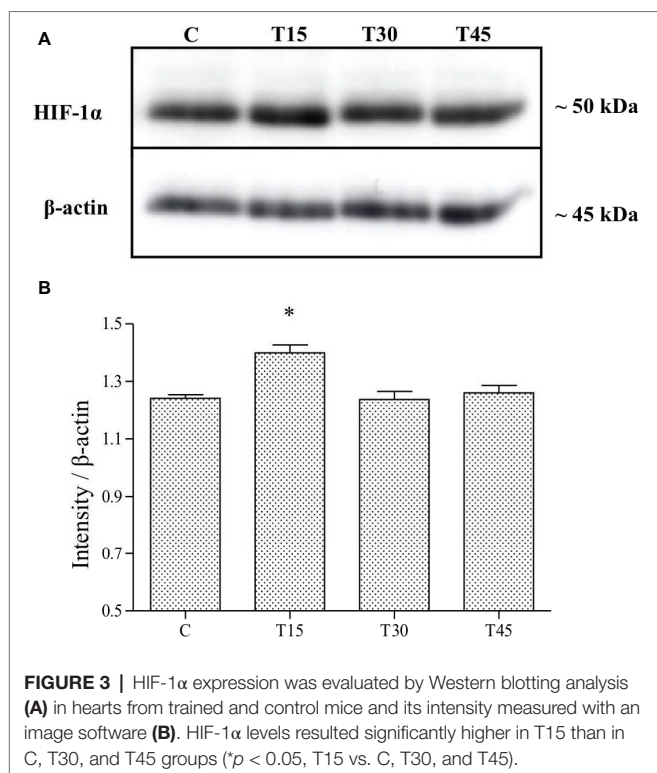 A
C T15 T30 T45
HIF-1α ~ 50 kDa
β-actin ~ 45 kDa
B
*
Intensity / β-actin
1.5
1.3
1.1
0.9
0.7
0.5
C T15 T30 T45
FIGURE 3 | HIF-1α expression was evaluated by Western blotting analysis
(A) in hearts from trained and control mice and its intensity measured with an
image software (B). HIF-1α levels resulted significantly higher in T15 than in
C, T30, and T45 groups (*p < 0.05, T15 vs. C, T30, and T45).